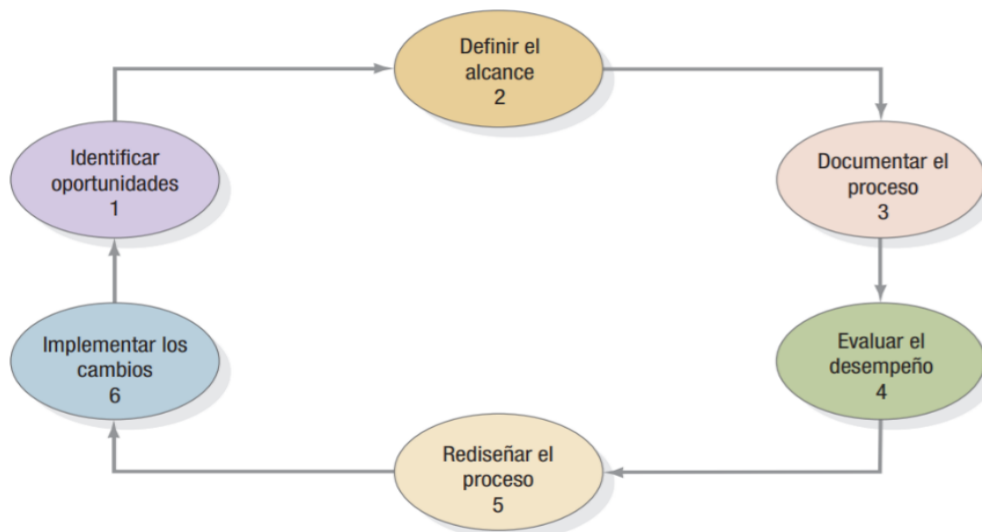 Identificar
oportunidades
1
Definir el
alcance
2
Documentar el
proceso
3
Evaluar el
desempeño
4
Rediseñar el
proceso
5
Implementar los
cambios
6